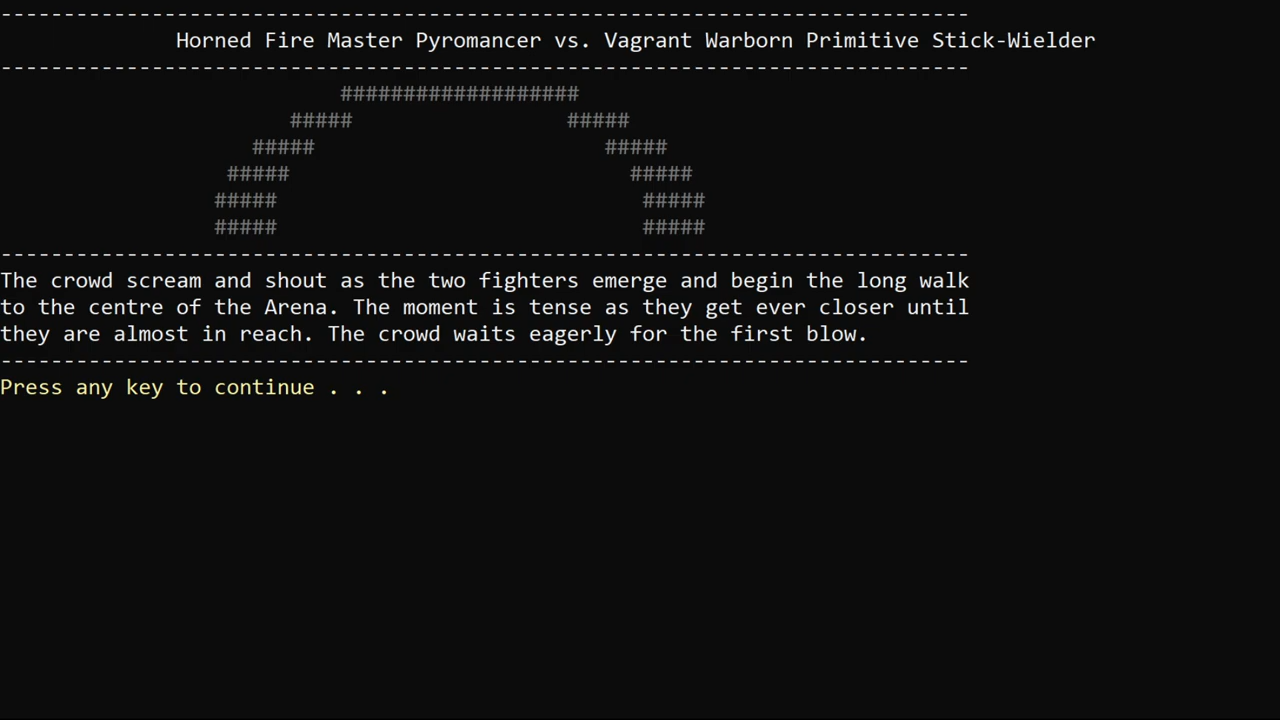 Horned Fire Master Pyromancer vs. Vagrant Warborn Primitive Stick-Wielder
The crowd scream and shout as the two fighters emerge and begin the long walk
to the centre of the Arena. The moment is tense as they get ever closer until
they are almost in reach. The crowd waits eagerly for the first blow.
Press any key to continue . . .